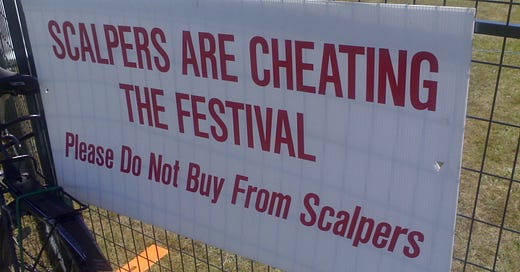 SCALPERS ARE CHEATING
THE FESTIVAL
Please Do Not Buy From Scalpers